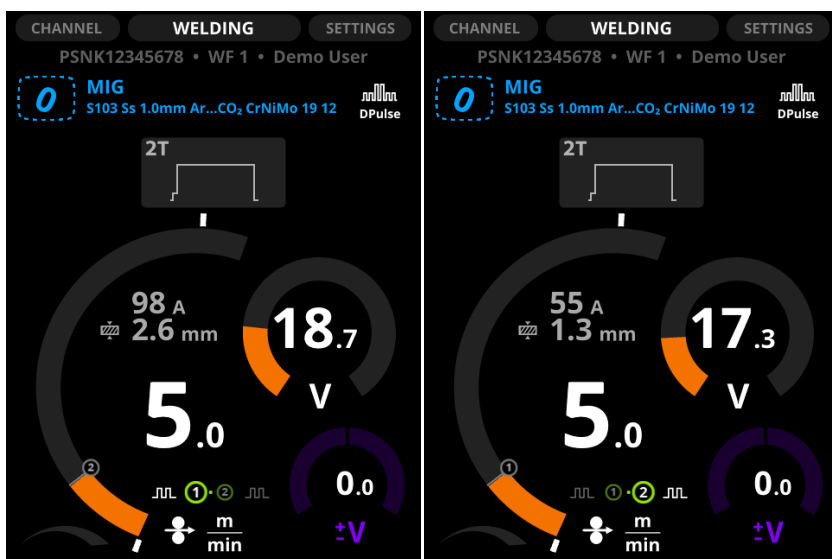 CHANNEL WELDING SETTINGS
PSNK12345678 • WF 1 • Demo User
0 MIG
S103 Ss 1.0mm Ar...CO₂ CrNiMo 19 12
DPulse
2T
98 A
2.6 mm
18.7
V
5.0
2
1 2
0.0
m
min
±V
CHANNEL WELDING SETTINGS
PSNK12345678 • WF 1 • Demo User
0 MIG
S103 Ss 1.0mm Ar...CO₂ CrNiMo 19 12
DPulse
2T
55 A
1.3 mm
17.3
V
5.0
1
1 2
0.0
m
min
±V